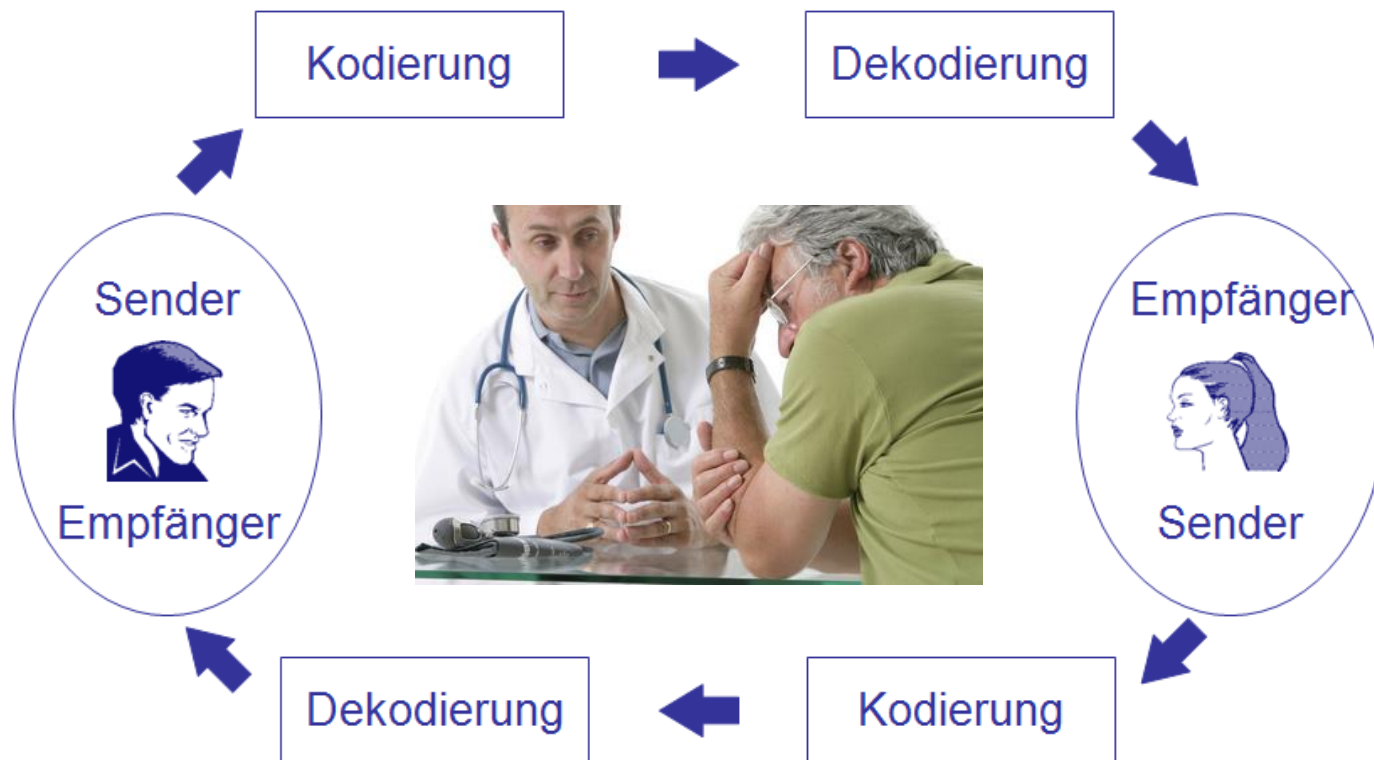 Kodierung
Dekodierung
Sender
Empfänger
Empfänger
Sender
Dekodierung
Kodierung